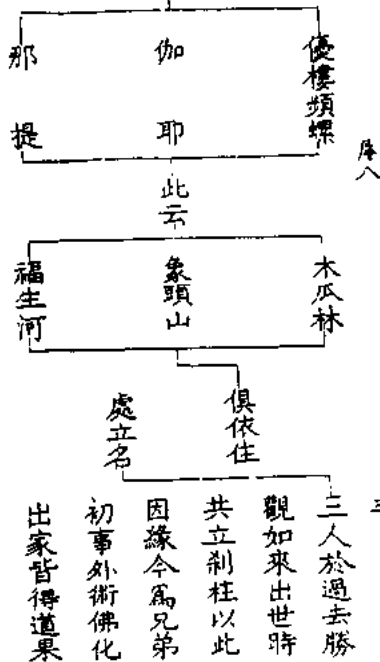 優樓頻螺
伽耶
那提
此云
木瓜林
象頭山
福生河
俱依住
處立名
三人於過去勝
觀如來出世時
共立剎柱以此
因緣今為兄弟
初事外術佛化
出家皆得道果